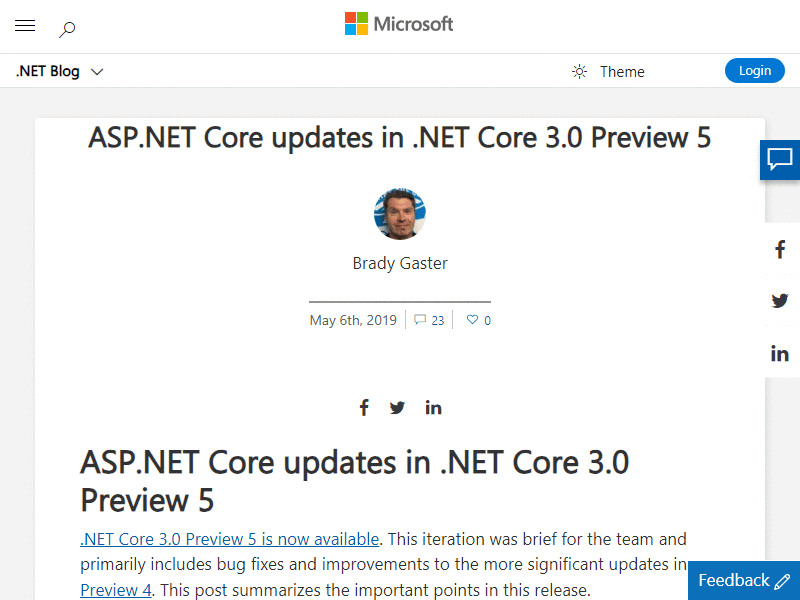 Microsoft
.NET Blog
Theme
Login
ASP.NET Core updates in .NET Core 3.0 Preview 5
Brady Gaster
May 6th, 2019
23
0
ASP.NET Core updates in .NET Core 3.0
Preview 5
.NET Core 3.0 Preview 5 is now available. This iteration was brief for the team and
primarily includes bug fixes and improvements to the more significant updates in
Preview 4. This post summarizes the important points in this release.
Feedback